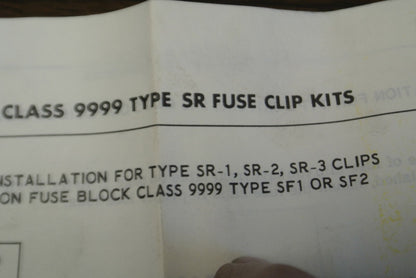 CLASS 9999 TYPE SR FUSE CLIP KITS
NSTALLATION FOR TYPE SR-1, SR-2, SR-3 CLIPS
ON FUSE BLOCK CLASS 9999 TYPE SF1 OR SF2